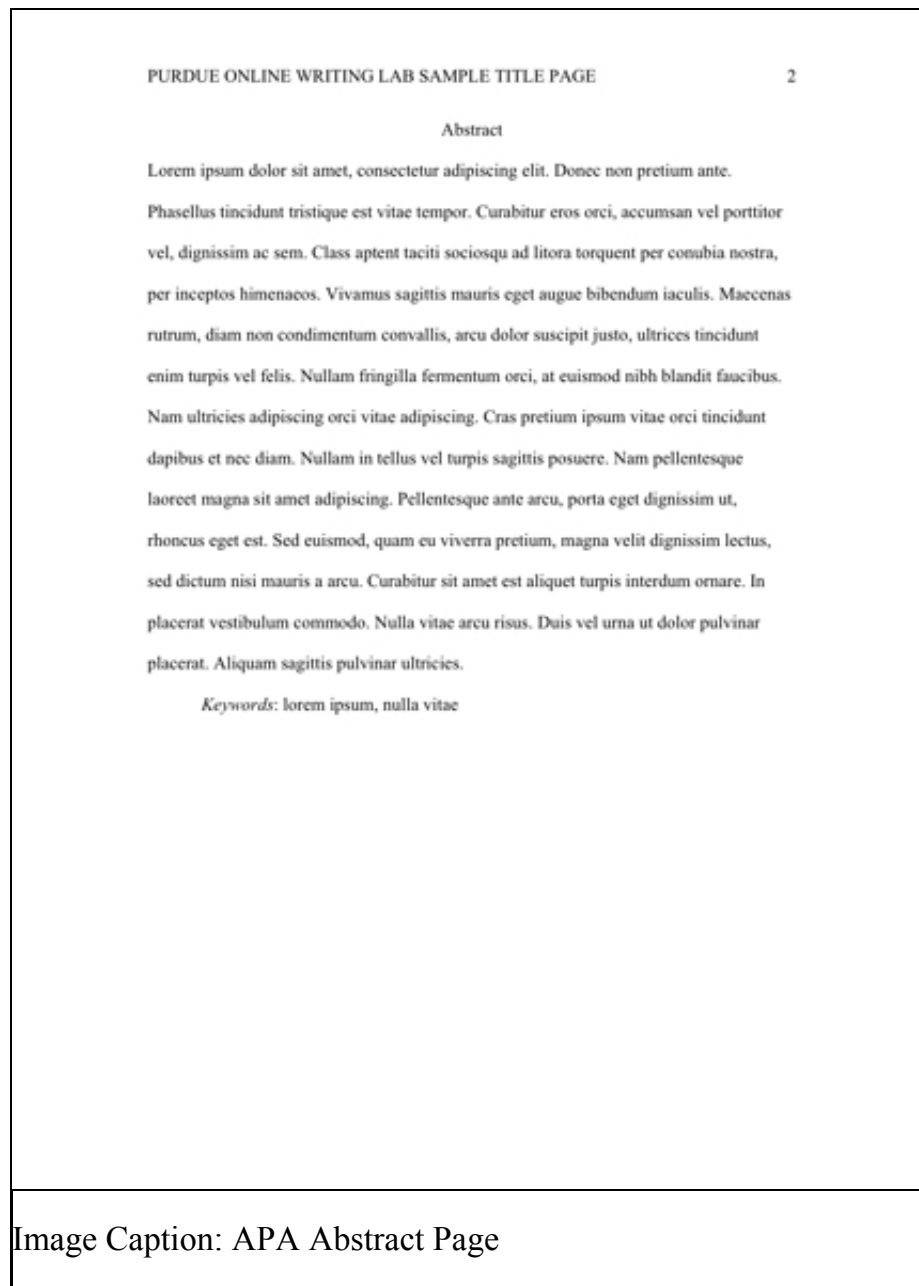 PURDUE ONLINE WRITING LAB SAMPLE TITLE PAGE 2
Abstract
Lorem ipsum dolor sit amet, consectetur adipiscing elit. Donec non pretium ante.
Phasellus tincidunt tristique est vitae tempor. Curabitur eros orci, accumsan vel porttitor
vel, dignissim ac sem. Class aptent taciti sociosqu ad litora torquent per conubia nostra,
per inceptos himenaeos. Vivamus sagittis mauris eget augue bibendum iaculis. Maecenas
rutrum, diam non condimentum convallis, arcu dolor suscipit justo, ultrices tincidunt
enim turpis vel felis. Nullam fringilla fermentum orci, at euismod nibh blandit faucibus.
Nam ultricies adipiscing orci vitae adipiscing. Cras pretium ipsum vitae orci tincidunt
dapibus et nec diam. Nullam in tellus vel turpis sagittis posuere. Nam pellentesque
laoreet magna sit amet adipiscing. Pellentesque ante arcu, porta eget dignissim ut,
rhoncus eget est. Sed euismod, quam eu viverra pretium, magna velit dignissim lectus,
sed dictum nisi mauris a arcu. Curabitur sit amet est aliquet turpis interdum ornare. In
placerat vestibulum commodo. Nulla vitae arcu risus. Duis vel urna ut dolor pulvinar
placerat. Aliquam sagittis pulvinar ultricies.
Keywords: lorem ipsum, nulla vitae
Image Caption: APA Abstract Page